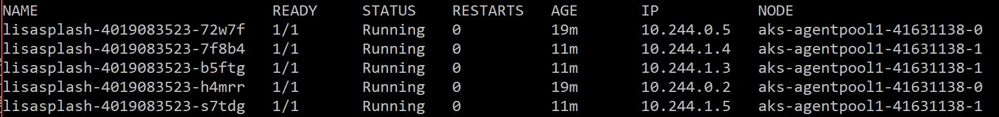 NAME READY STATUS RESTARTS AGE IP NODE
lisasplash-4019083523-72w7f 1/1 Running 0 19m 10.244.0.5 aks-agentpool1-41631138-0
lisasplash-4019083523-7f8b4 1/1 Running 0 11m 10.244.1.4 aks-agentpool1-41631138-1
lisasplash-4019083523-b5ftg 1/1 Running 0 11m 10.244.1.3 aks-agentpool1-41631138-1
lisasplash-4019083523-h4mrr 1/1 Running 0 19m 10.244.0.2 aks-agentpool1-41631138-0
lisasplash-4019083523-s7tdg 1/1 Running 0 11m 10.244.1.5 aks-agentpool1-41631138-1